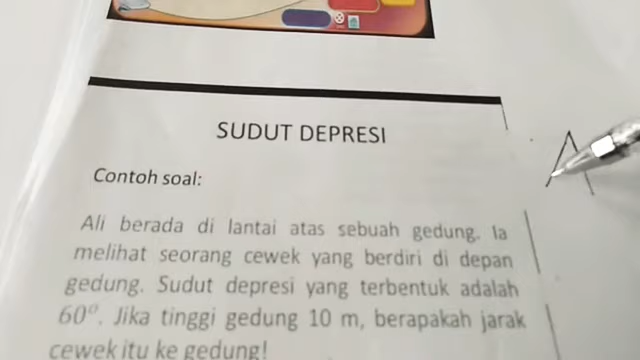 SUDUT DEPRESI
Contoh soal:
Ali berada di lantai atas sebuah gedung. Ia
melihat seorang cewek yang berdiri di depan
gedung. Sudut depresi yang terbentuk adalah
60°. Jika tinggi gedung 10 m, berapakah jarak
cewek itu ke gedung!